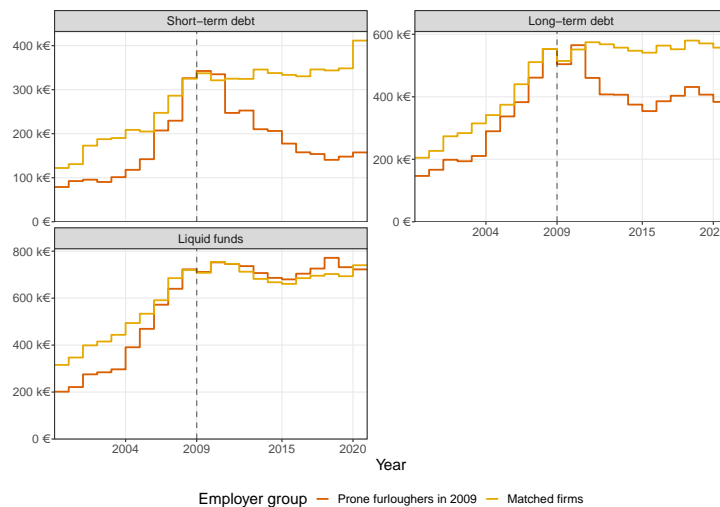 Short−term debt
Long−term debt
400 k€
300 k€
200 k€
100 k€
0 €
600 k€
400 k€
200 k€
0 €
2004
2009
2015
202
Liquid funds
800 k€
600 k€
400 k€
200 k€
0 €
2004
2009
2015
2020
Year
Employer group
Prone furloughers in 2009
Matched firms